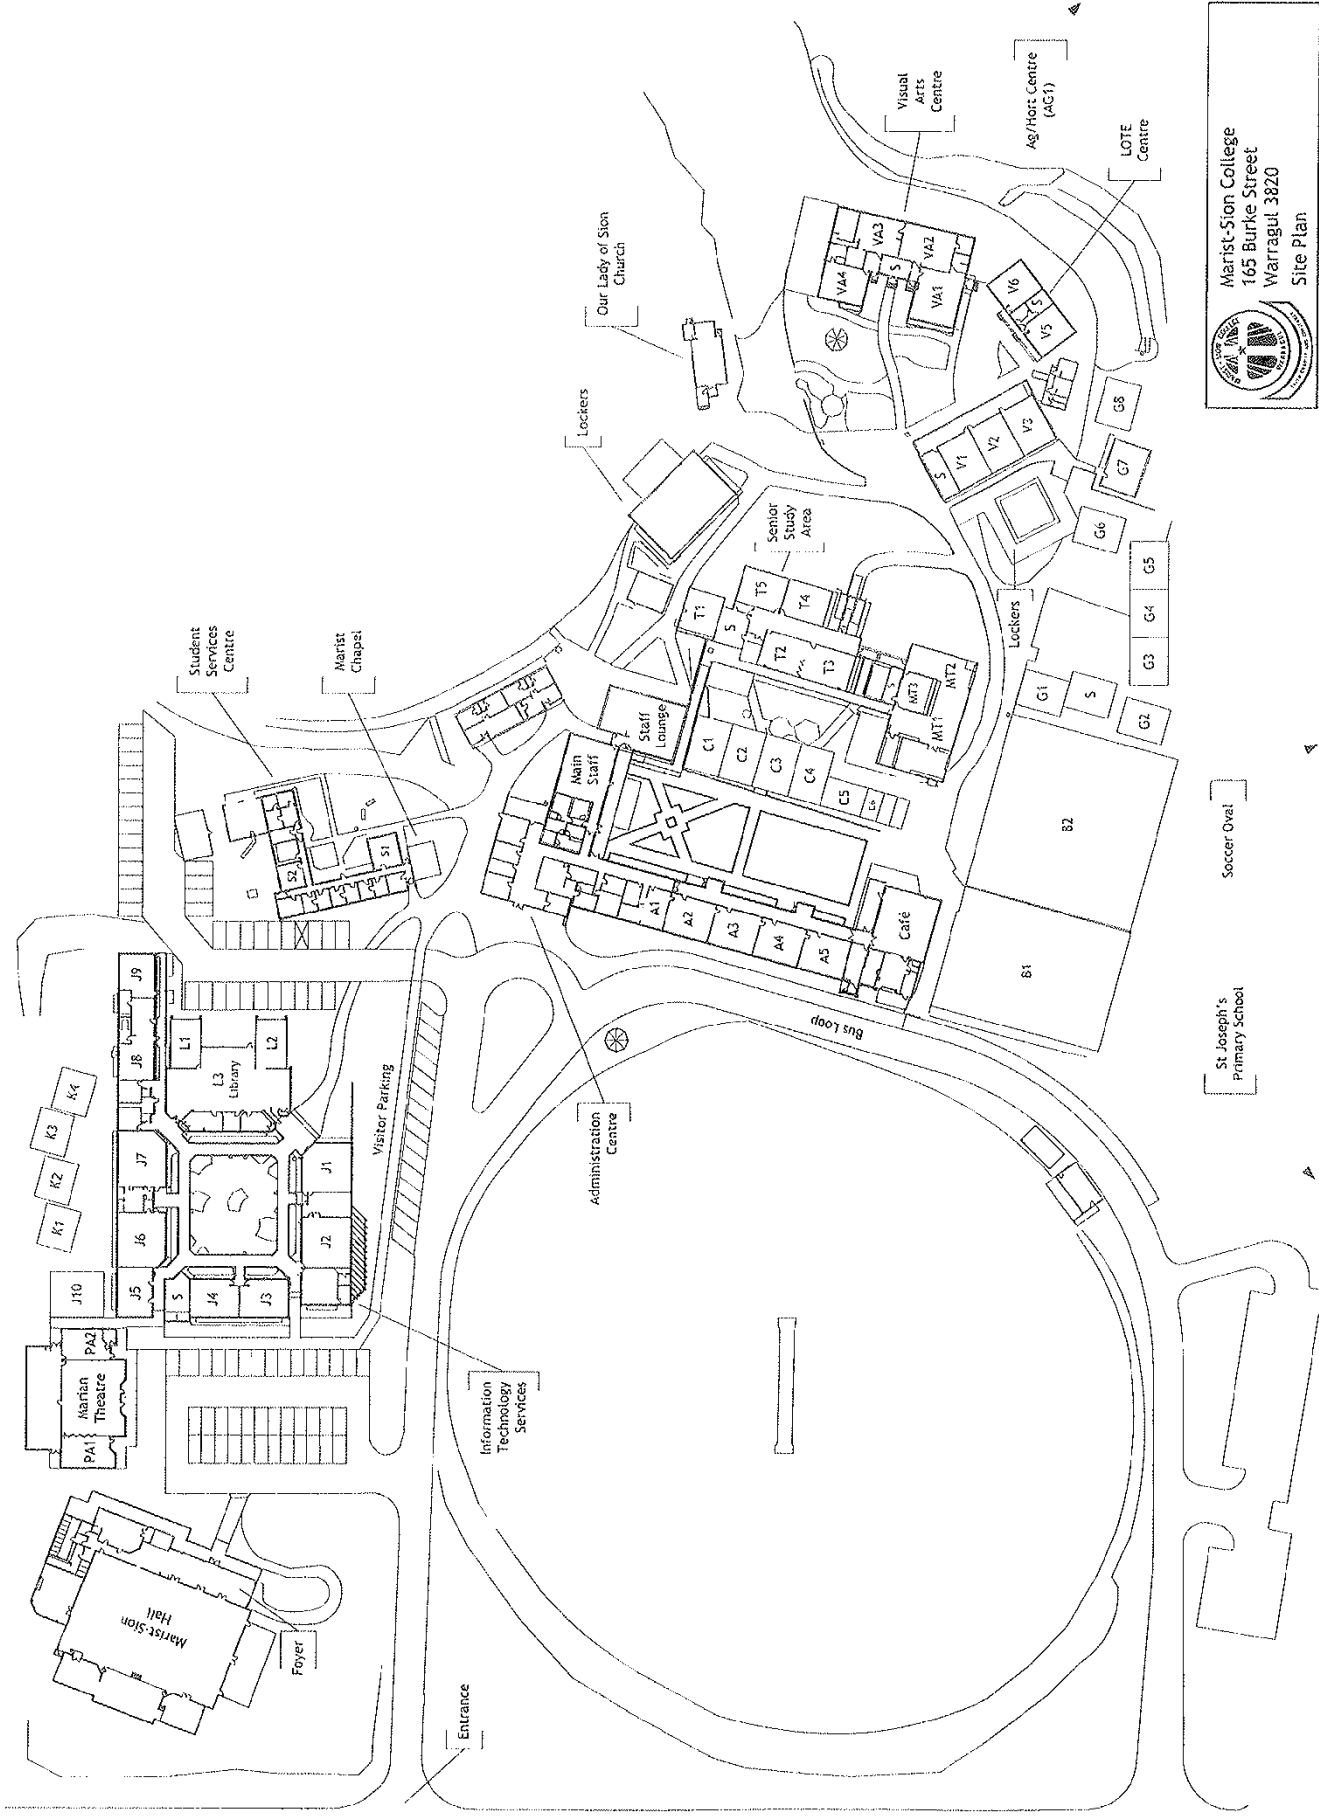 Marist-Sion College
165 Burke Street
Warragul 3820
Site Plan
Visual
Arts
Centre
Ag/Hort Centre
(AG1)
LOTE
Centre
Our Lady of Sion
Church
Lockers
Senior
Study
Area
Student
Services
Centre
Marist
Chapel
VA3
VA2
VA4
S
VA1
V6
S
V5
V3
V2
V1
S
G8
G7
G6
G5
G4
G3
Lockers
G1
S
G2
T5
T4
T1
S
T2
T3
S
MT3
MT2
MT1
Staff
Lounge
Main
Staff
C1
C2
C3
C4
C5
C6
S1
S2
A1
A2
A3
A4
A5
Café
B2
B1
Soccer Oval
St Joseph's
Primary School
Bus Loop
Administration
Centre
Visitor Parking
J9
J8
L1
L2
L3
Library
K4
K3
K2
K1
J7
J6
J5
J10
J1
J2
S
J4
J3
PA2
Marian
Theatre
PA1
Information
Technology
Services
Marist-Sion
Hall
Foyer
Entrance